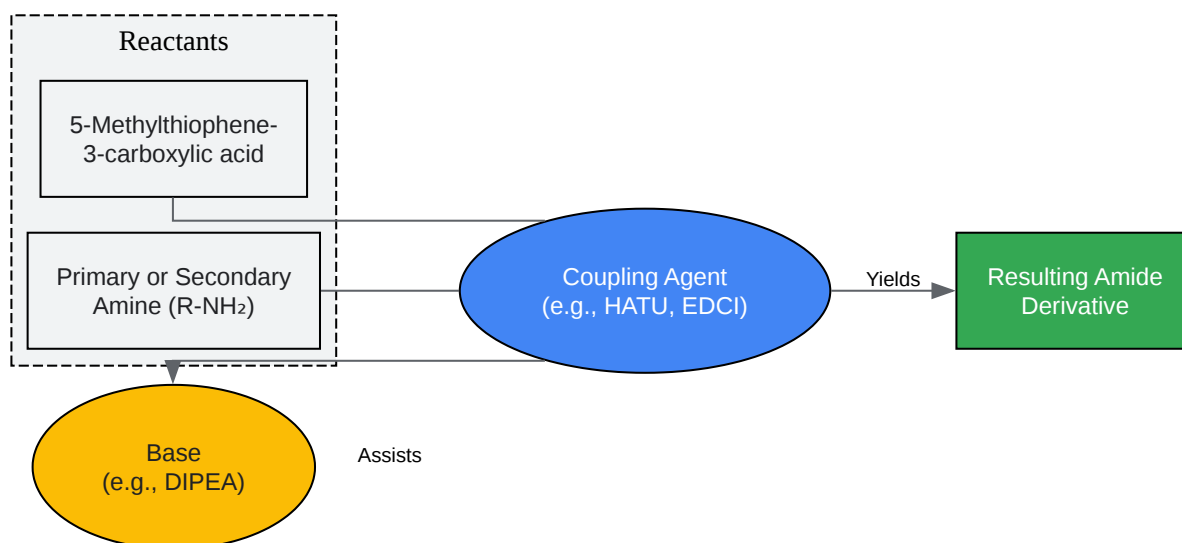 Reactants
5-Methylthiophene-
3-carboxylic acid
Primary or Secondary
Amine (R-NH₂)
Coupling Agent
(e.g., HATU, EDCI)
Yields
Resulting Amide
Derivative
Base
(e.g., DIPEA)
Assists